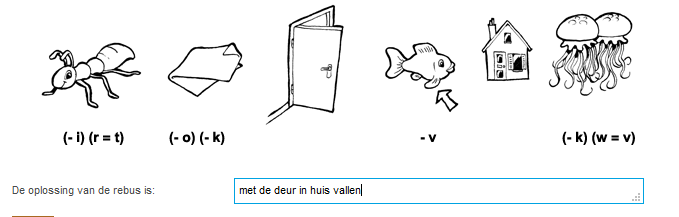 (- i) (r = t) (- o) (- k) - v (- k) (w = v)
De oplossing van de rebus is: met de deur in huis vallen